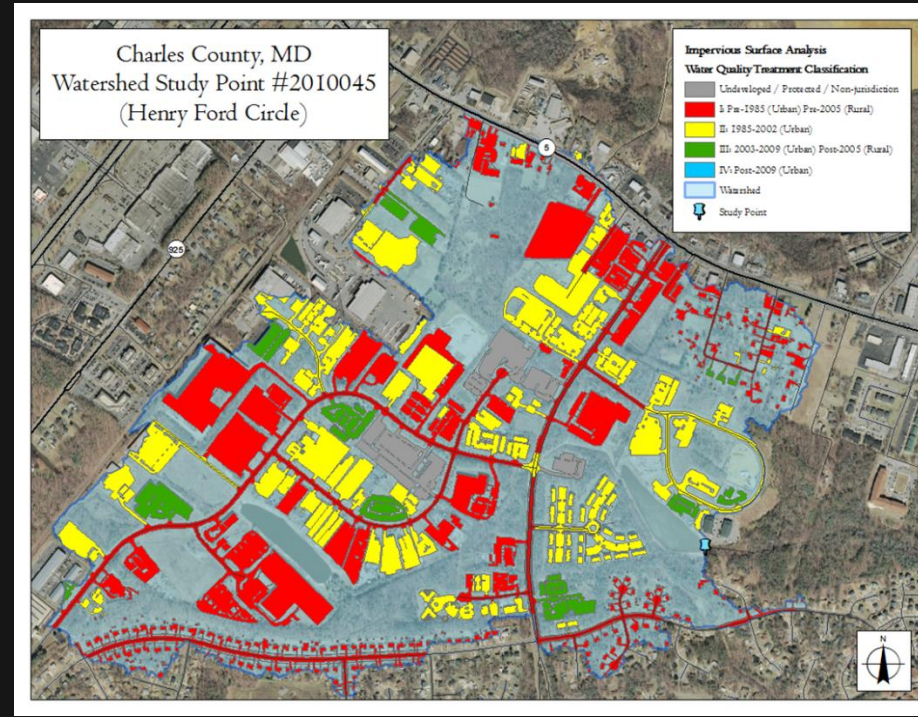 Charles County, MD
Watershed Study Point #2010045
(Henry Ford Circle)
Impervious Surface Analysis
Water Quality Treatment Classification
Undeveloped / Protected / Non-jurisdiction
I: Pre-1985 (Urban) Pre-2005 (Rural)
II: 1985-2002 (Urban)
III: 2003-2009 (Urban) Post-2005 (Rural)
IV: Post-2009 (Urban)
Watershed
Study Point
5
925
N